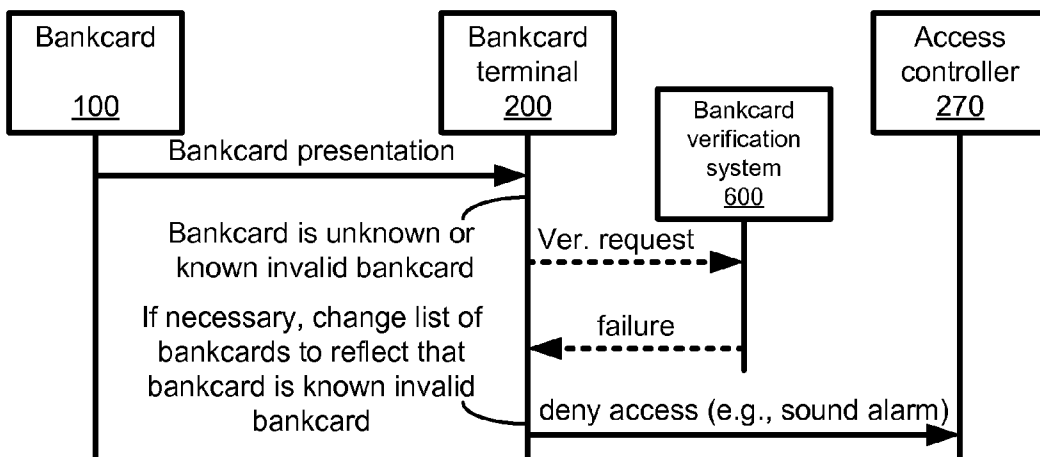 Bankcard
100
Bankcard
terminal
200
Access
controller
270
Bankcard
verification
system
600
Bankcard presentation
Bankcard is unknown or
known invalid bankcard
Ver. request
If necessary, change list of
bankcards to reflect that
bankcard is known invalid
bankcard
failure
deny access (e.g., sound alarm)